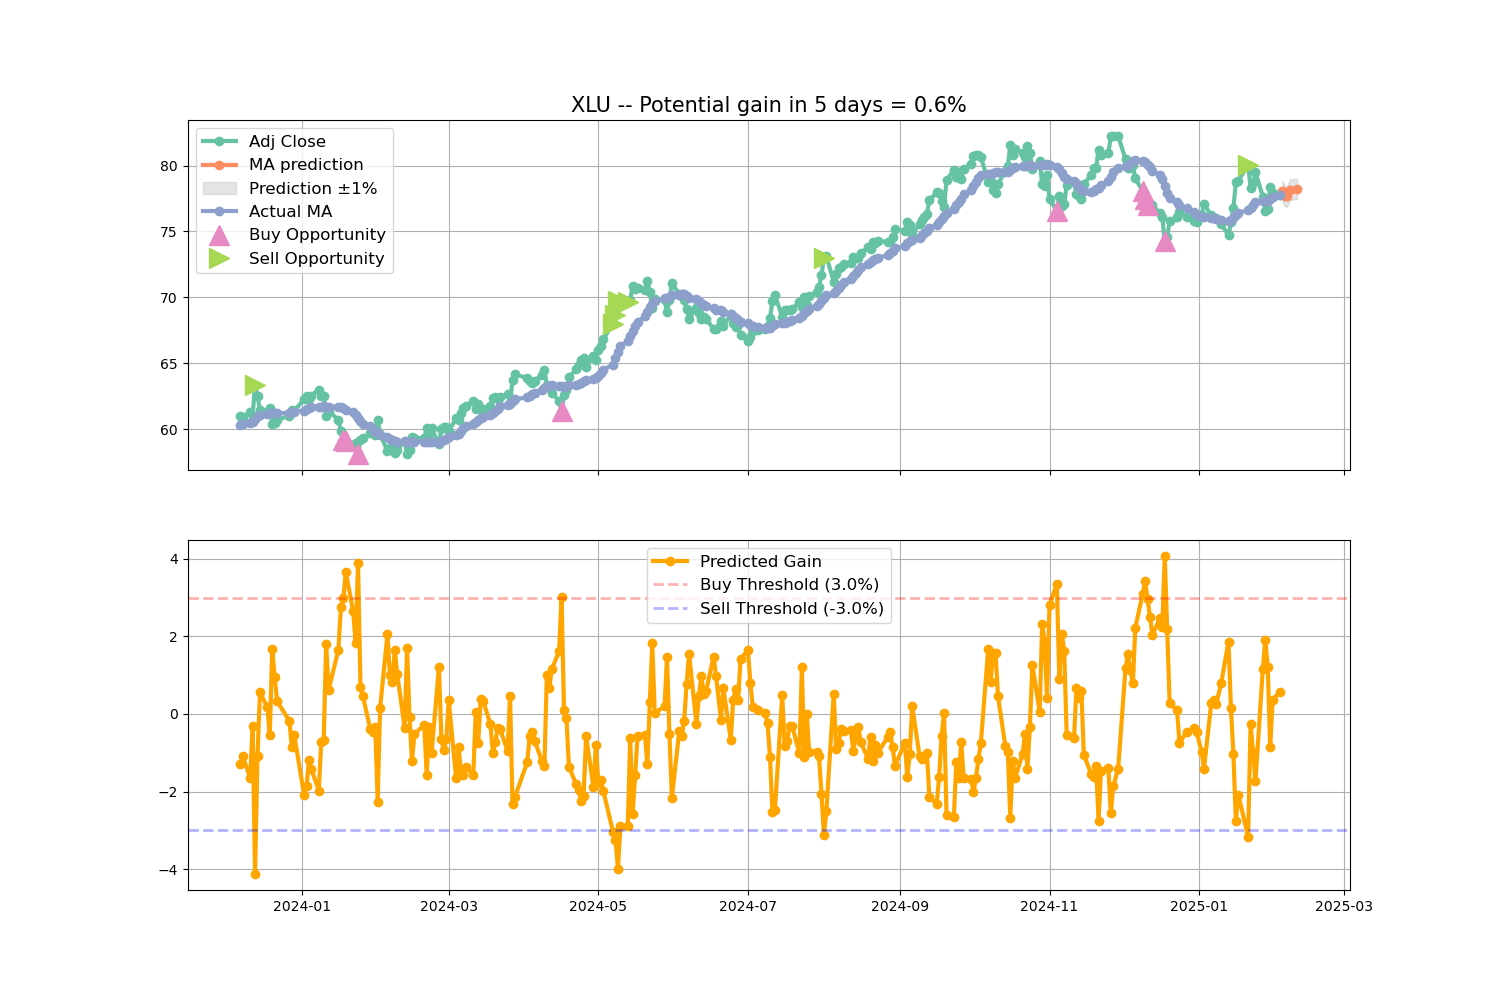 XLU -- Potential gain in 5 days = 0.6%
Adj Close
MA prediction
Prediction ±1%
Actual MA
Buy Opportunity
Sell Opportunity
80
75
70
65
60
Predicted Gain
Buy Threshold (3.0%)
Sell Threshold (-3.0%)
4
2
0
−2
−4
2024-01 2024-03 2024-05 2024-07 2024-09 2024-11 2025-01 2025-03